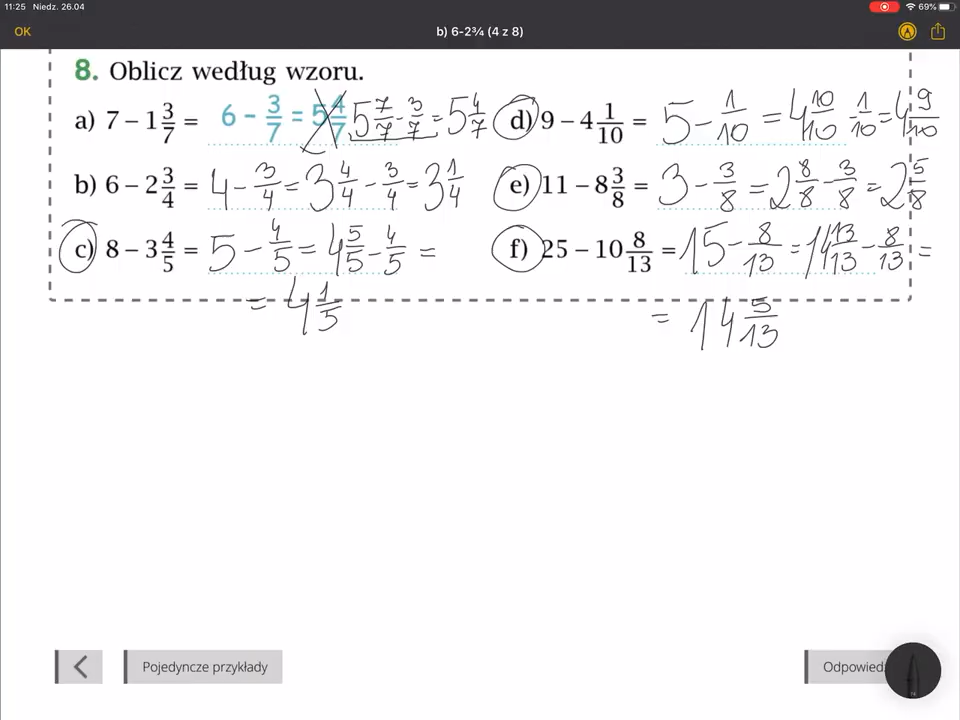 11:25 Niedz. 26.04 69%
OK b) 6-2¾ (4 z 8)
8. Oblicz według wzoru.
a) 7 – 1 3/7 = 6 – 3/7 = 5 4/7 5 7/7 - 3/7 = 5 4/7
b) 6 – 2 3/4 = 4 - 3/4 = 3 4/4 - 3/4 = 3 1/4
c) 8 – 3 4/5 = 5 - 4/5 = 4 5/5 - 4/5 =
= 4 1/5
d) 9 – 4 1/10 = 5 - 1/10 = 4 10/10 - 1/10 = 4 9/10
e) 11 – 8 3/8 = 3 - 3/8 = 2 8/8 - 3/8 = 2 5/8
f) 25 – 10 8/13 = 15 - 8/13 = 14 13/13 - 8/13 =
= 14 5/13
Pojedyncze przykłady